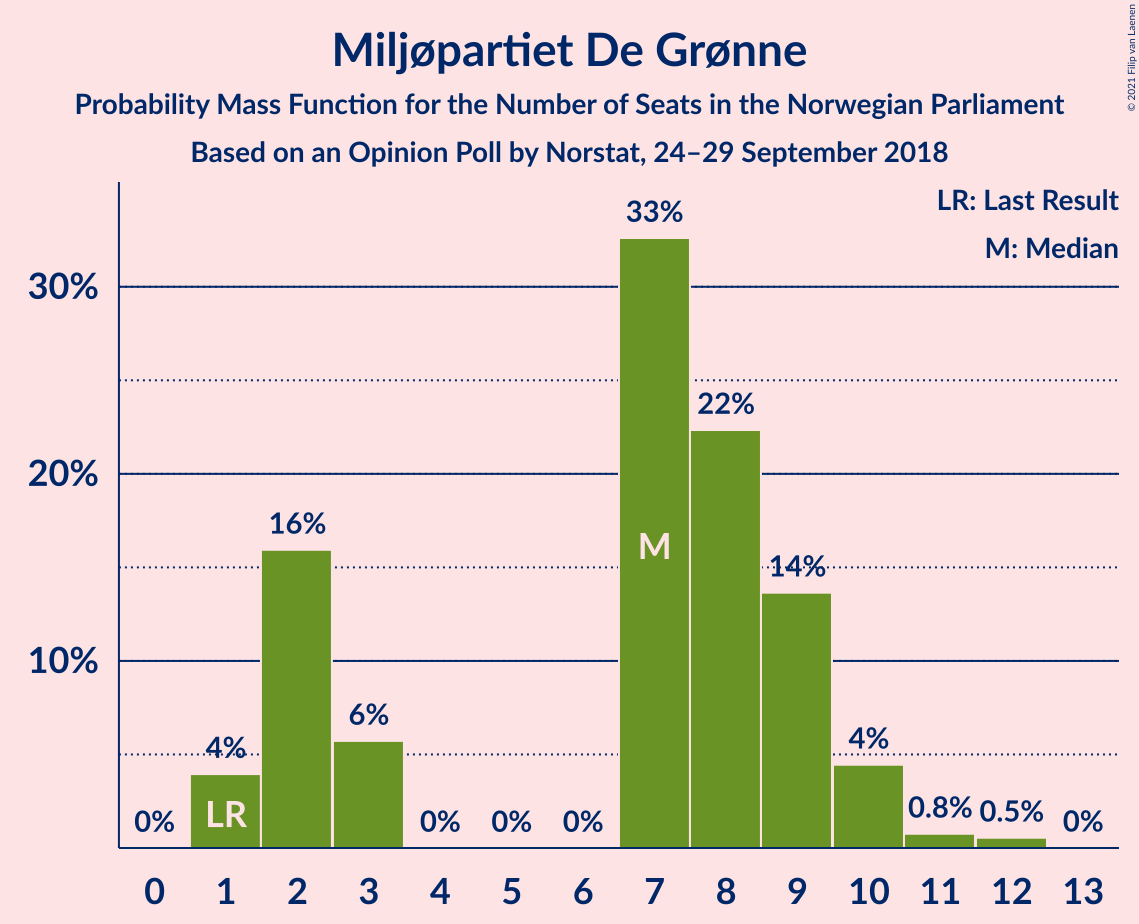 Miljøpartiet De Grønne
Probability Mass Function for the Number of Seats in the Norwegian Parliament
Based on an Opinion Poll by Norstat, 24–29 September 2018
© 2021 Filip van Laenen
LR: Last Result
M: Median
30%
20%
10%
0%
4%
16%
6%
0%
0%
0%
33%
22%
14%
4%
0.8%
0.5%
0%
LR
M
0 1 2 3 4 5 6 7 8 9 10 11 12 13